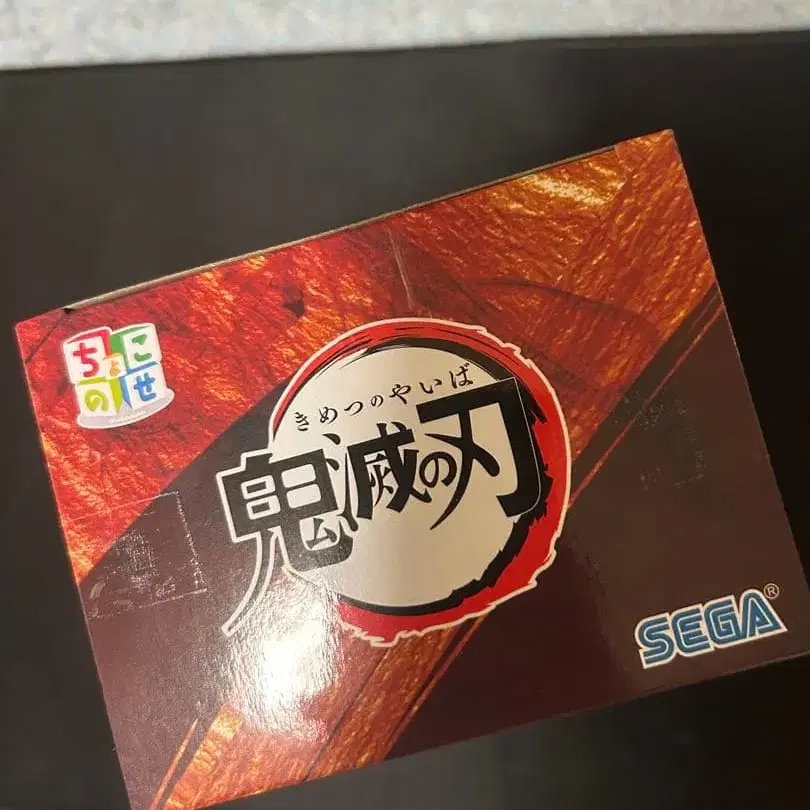 ちょこ
のせ
きめつのやいば
鬼滅の刃
SEGA®